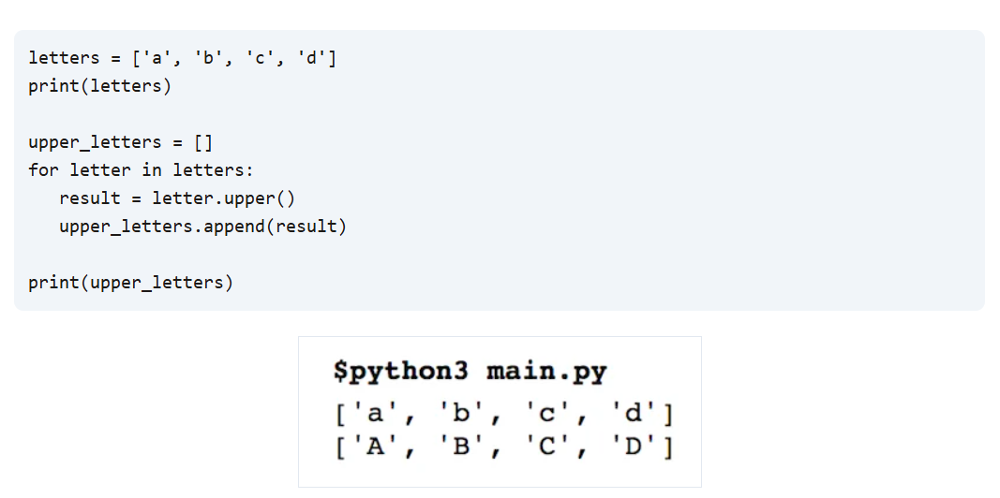 letters = ['a', 'b', 'c', 'd']
print(letters)
upper_letters = []
for letter in letters:
   result = letter.upper()
   upper_letters.append(result)
print(upper_letters)
$python3 main.py
['a', 'b', 'c', 'd']
['A', 'B', 'C', 'D']